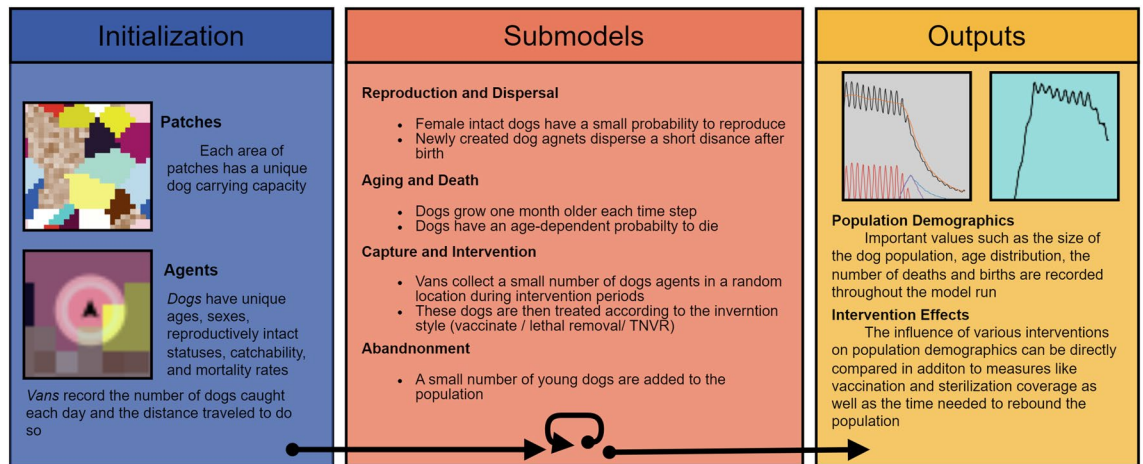 Initialization
Patches
Each area of
patches has a unique
dog carrying capacity
Agents
Dogs have unique
ages, sexes,
reproductively intact
statuses, catchability,
and mortality rates
Vans record the number of dogs caught
each day and the distance traveled to do
so
Submodels
Reproduction and Dispersal
• Female intact dogs have a small probability to reproduce
• Newly created dog agnets disperse a short disance after
birth
Aging and Death
• Dogs grow one month older each time step
• Dogs have an age-dependent probabilty to die
Capture and Intervention
• Vans collect a small number of dogs agents in a random
location during intervention periods
• These dogs are then treated according to the inverntion
style (vaccinate / lethal removal/ TNVR)
Abandnonment
• A small number of young dogs are added to the
population
Outputs
Population Demographics
Important values such as the size of
the dog population, age distribution, the
number of deaths and births are recorded
throughout the model run
Intervention Effects
The influence of various interventions
on population demographics can be directly
compared in additon to measures like
vaccination and sterilization coverage as
well as the time needed to rebound the
population